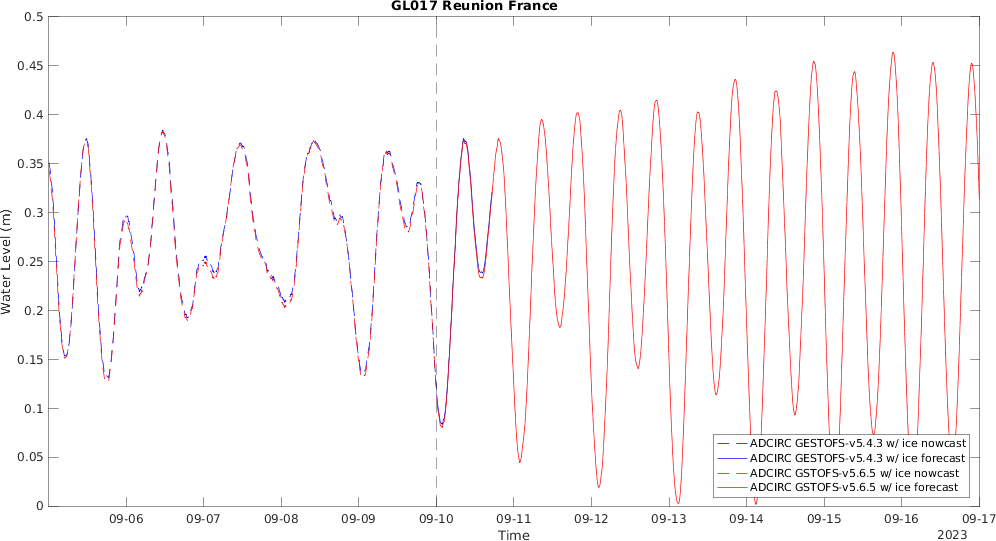 GL017 Reunion France
0.5
0.45
0.4
0.35
0.3
0.25
0.2
0.15
0.1
0.05
0
Water Level (m)
ADCIRC GESTOFS-v5.4.3 w/ ice nowcast
ADCIRC GESTOFS-v5.4.3 w/ ice forecast
ADCIRC GSTOFS-v5.6.5 w/ ice nowcast
ADCIRC GSTOFS-v5.6.5 w/ ice forecast
09-06 09-07 09-08 09-09 09-10 09-11 09-12 09-13 09-14 09-15 09-16 09-17
Time
2023